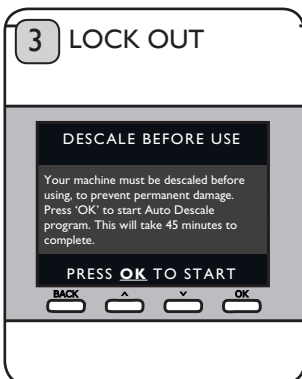 3 LOCK OUT
DESCALE BEFORE USE
Your machine must be descaled before
using, to prevent permanent damage.
Press ‘OK’ to start Auto Descale
program. This will take 45 minutes to
complete.
PRESS OK TO START
BACK ^ ˅ OK